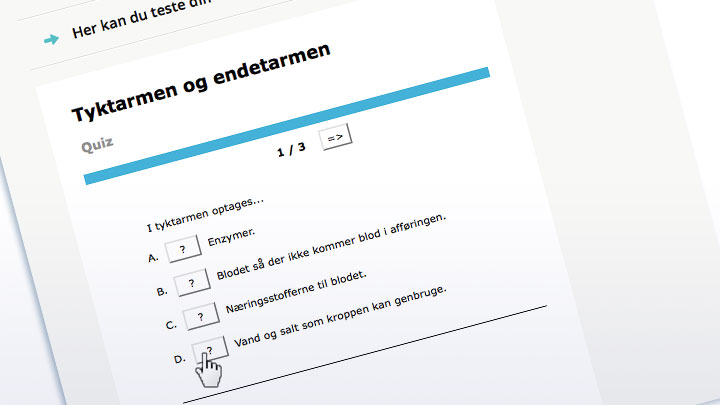 Her kan du teste din
Tyktarmen og endetarmen
Quiz
1 / 3 =>
I tyktarmen optages...
A. ? Enzymer.
B. ? Blodet så der ikke kommer blod i afføringen.
C. ? Næringsstofferne til blodet.
D. ? Vand og salt som kroppen kan genbruge.